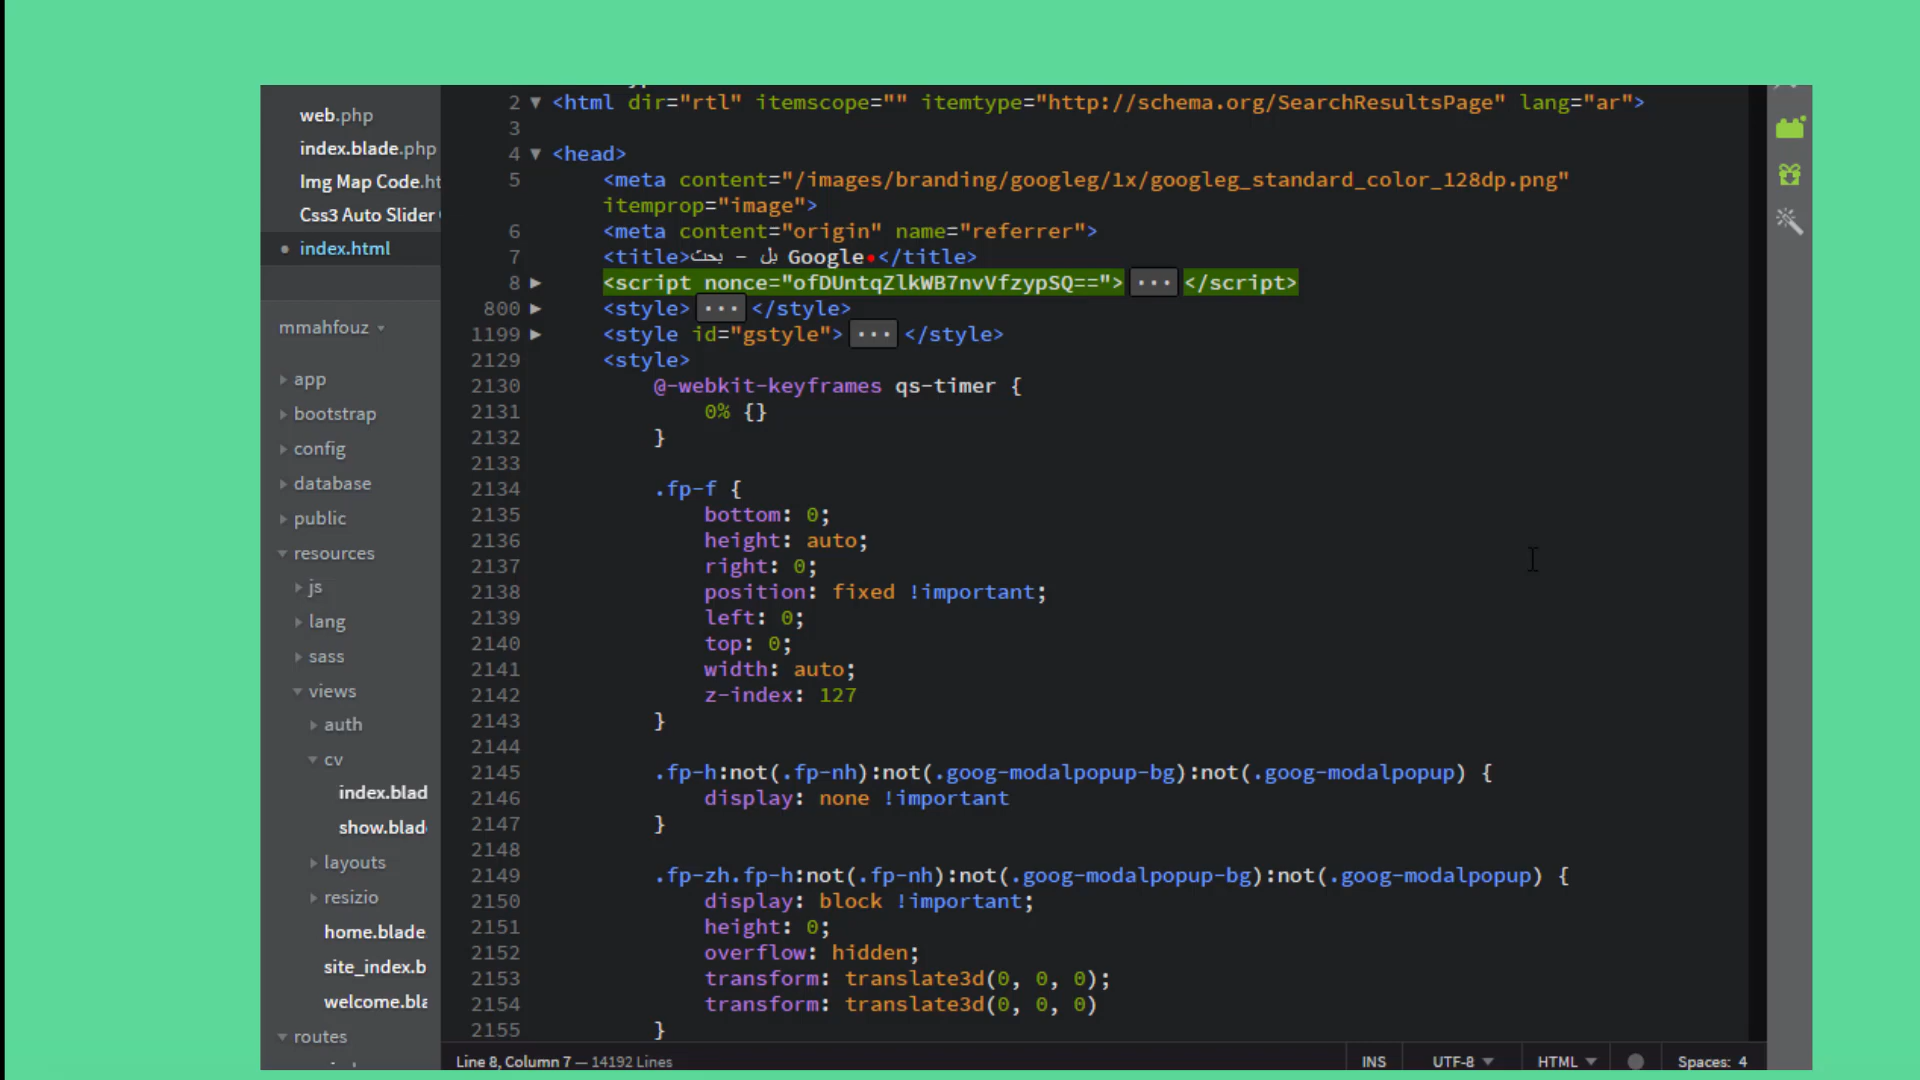 web.php
index.blade.php
Img Map Code.ht
Css3 Auto Slider
index.html
mmahfouz
app
bootstrap
config
database
public
resources
js
lang
sass
views
auth
cv
index.blad
show.blad
layouts
resizio
home.blade
site_index.b
welcome.bla
routes
2 <html dir="rtl" itemscope="" itemtype="http://schema.org/SearchResultsPage" lang="ar">
3
4 <head>
5 <meta content="/images/branding/googleg/1x/googleg_standard_color_128dp.png"
itemprop="image">
6 <meta content="origin" name="referrer">
7 <title>بل - بحث Google•</title>
8 <script nonce="ofDUntqZlkWB7nvVfzypSQ=="> ... </script>
800 <style> ... </style>
1199 <style id="gstyle"> ... </style>
2129 <style>
2130 @-webkit-keyframes qs-timer {
2131 0% {}
2132 }
2133
2134 .fp-f {
2135 bottom: 0;
2136 height: auto;
2137 right: 0;
2138 position: fixed !important;
2139 left: 0;
2140 top: 0;
2141 width: auto;
2142 z-index: 127
2143 }
2144
2145 .fp-h:not(.fp-nh):not(.goog-modalpopup-bg):not(.goog-modalpopup) {
2146 display: none !important
2147 }
2148
2149 .fp-zh.fp-h:not(.fp-nh):not(.goog-modalpopup-bg):not(.goog-modalpopup) {
2150 display: block !important;
2151 height: 0;
2152 overflow: hidden;
2153 transform: translate3d(0, 0, 0);
2154 transform: translate3d(0, 0, 0)
2155 }
Line 8, Column 7 — 14192 Lines
INS UTF-8 HTML Spaces: 4